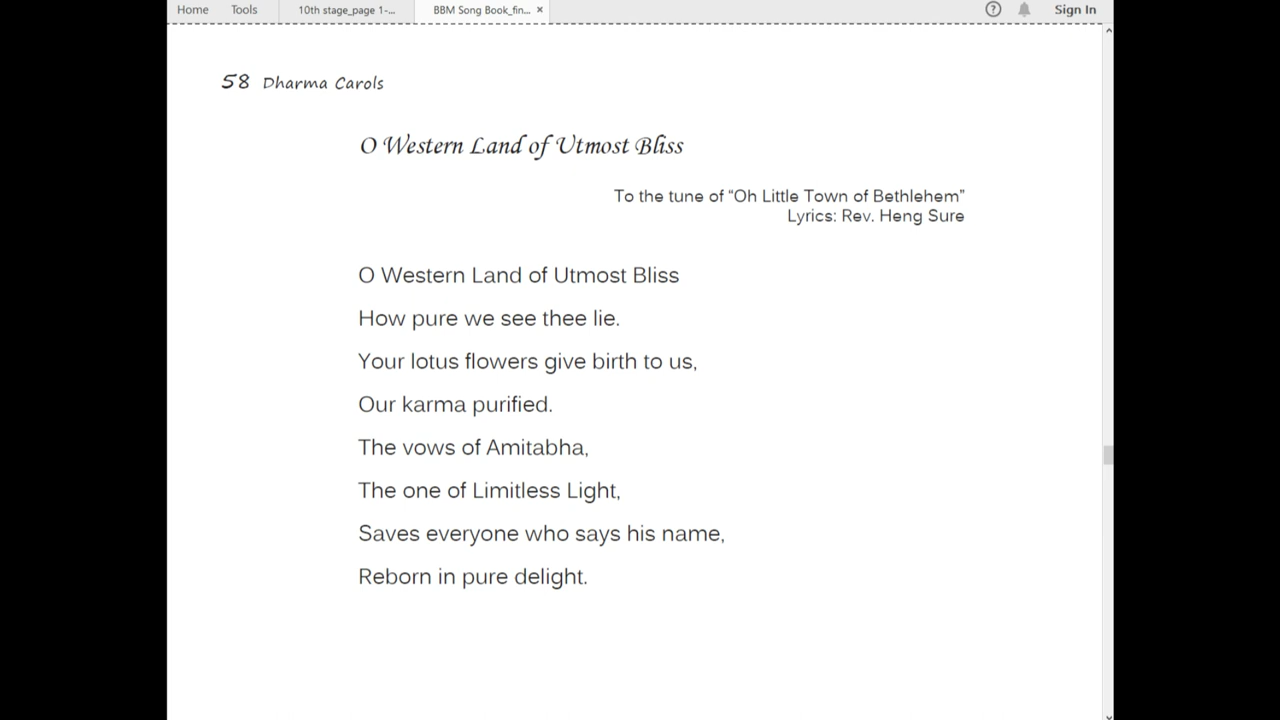 Home Tools 10th stage_page 1-... BBM Song Book_fin... × ? Sign In
58 Dharma Carols
O Western Land of Utmost Bliss
To the tune of “Oh Little Town of Bethlehem”
Lyrics: Rev. Heng Sure
O Western Land of Utmost Bliss
How pure we see thee lie.
Your lotus flowers give birth to us,
Our karma purified.
The vows of Amitabha,
The one of Limitless Light,
Saves everyone who says his name,
Reborn in pure delight.